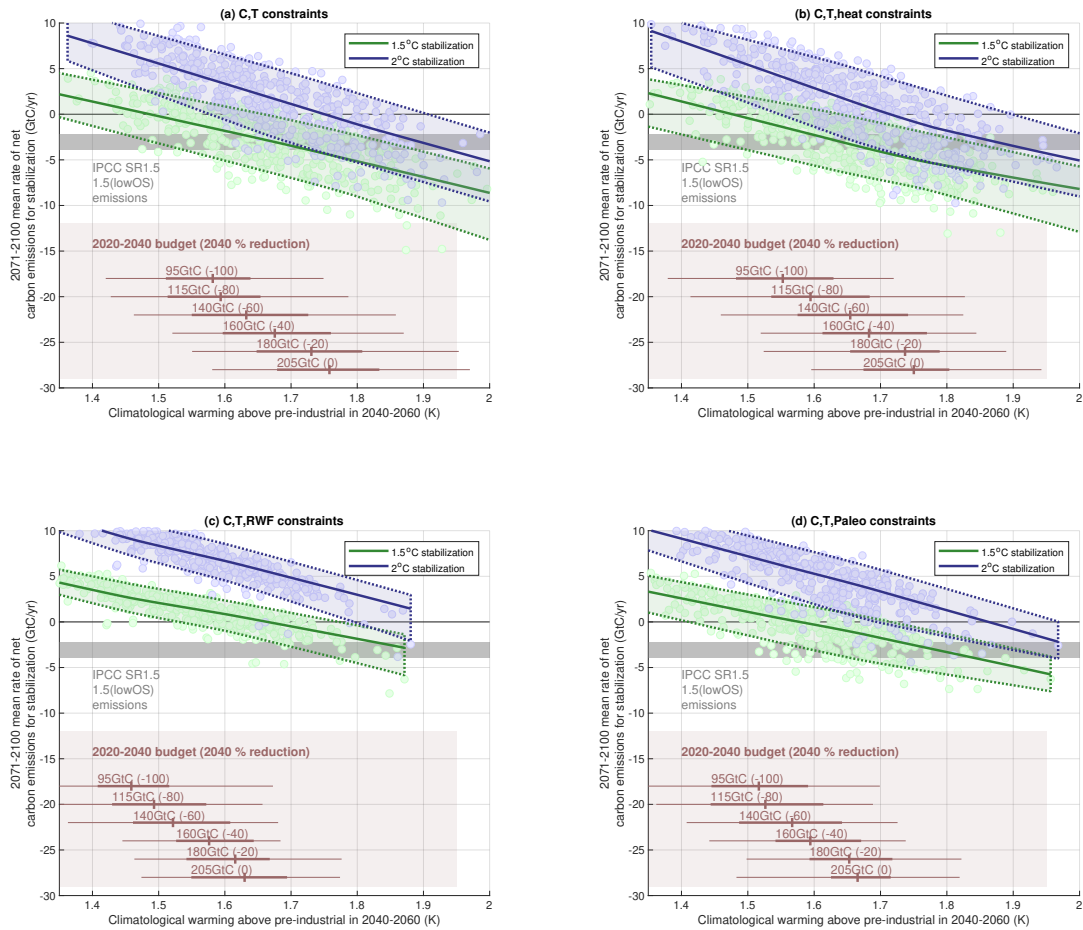 (a) C,T constraints
2071-2100 mean rate of net
carbon emissions for stabilization (GtC/yr)
10
5
0
-5
-10
-15
-20
-25
-30
1.5°C stabilization
2°C stabilization
IPCC SR1.5
1.5(lowOS)
emissions
2020-2040 budget (2040 % reduction)
95GtC (-100)
115GtC (-80)
140GtC (-60)
160GtC (-40)
180GtC (-20)
205GtC (0)
1.4 1.5 1.6 1.7 1.8 1.9 2
Climatological warming above pre-industrial in 2040-2060 (K)
(b) C,T,heat constraints
2071-2100 mean rate of net
carbon emissions for stabilization (GtC/yr)
10
5
0
-5
-10
-15
-20
-25
-30
1.5°C stabilization
2°C stabilization
IPCC SR1.5
1.5(lowOS)
emissions
2020-2040 budget (2040 % reduction)
95GtC (-100)
115GtC (-80)
140GtC (-60)
160GtC (-40)
180GtC (-20)
205GtC (0)
1.4 1.5 1.6 1.7 1.8 1.9 2
Climatological warming above pre-industrial in 2040-2060 (K)
(c) C,T,RWF constraints
2071-2100 mean rate of net
carbon emissions for stabilization (GtC/yr)
10
5
0
-5
-10
-15
-20
-25
-30
1.5°C stabilization
2°C stabilization
IPCC SR1.5
1.5(lowOS)
emissions
2020-2040 budget (2040 % reduction)
95GtC (-100)
115GtC (-80)
140GtC (-60)
160GtC (-40)
180GtC (-20)
205GtC (0)
1.4 1.5 1.6 1.7 1.8 1.9 2
Climatological warming above pre-industrial in 2040-2060 (K)
(d) C,T,Paleo constraints
2071-2100 mean rate of net
carbon emissions for stabilization (GtC/yr)
10
5
0
-5
-10
-15
-20
-25
-30
1.5°C stabilization
2°C stabilization
IPCC SR1.5
1.5(lowOS)
emissions
2020-2040 budget (2040 % reduction)
95GtC (-100)
115GtC (-80)
140GtC (-60)
160GtC (-40)
180GtC (-20)
205GtC (0)
1.4 1.5 1.6 1.7 1.8 1.9 2
Climatological warming above pre-industrial in 2040-2060 (K)